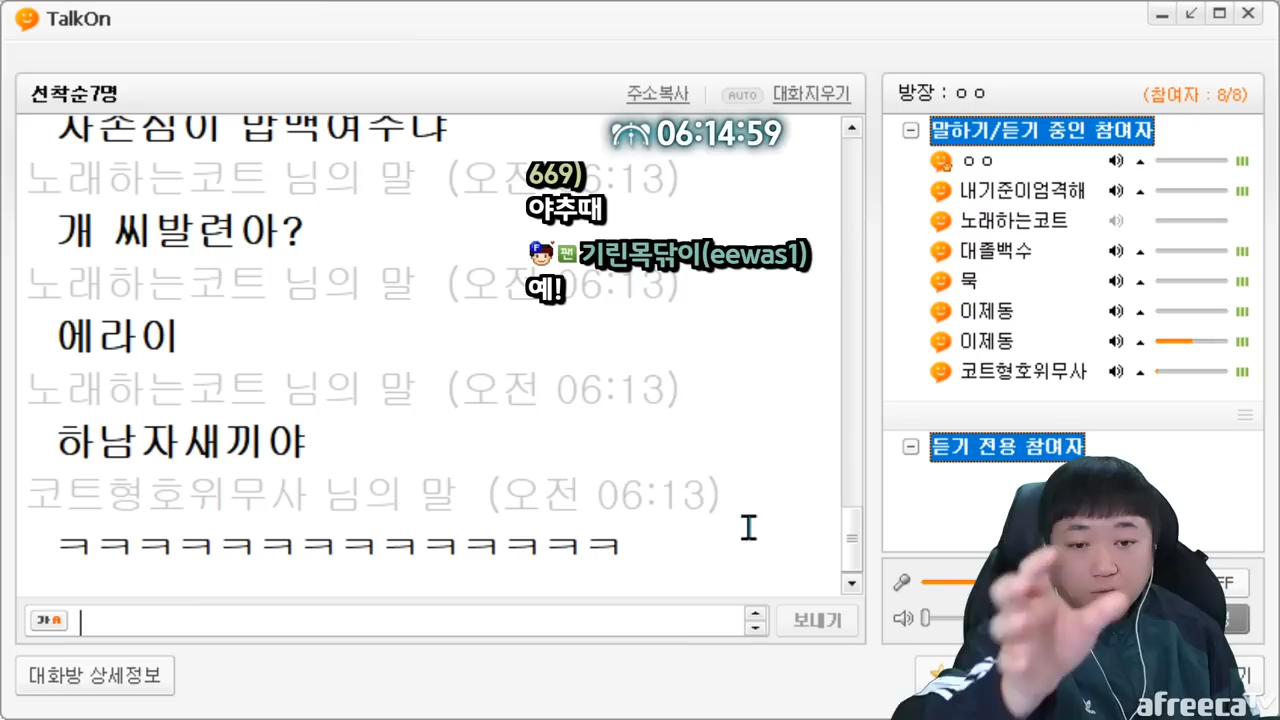 TalkOn
선착순7명
주소복사
AUTO
대화지우기
06:14:59
노래하는코트 님의 말 (오전 06:13)
개 씨발련아?
노래하는코트 님의 말 (오전 06:13)
에라이
노래하는코트 님의 말 (오전 06:13)
하남자새끼야
코트형호위무사 님의 말 (오전 06:13)
ㅋㅋㅋㅋㅋㅋㅋㅋㅋㅋㅋㅋㅋㅋ
669)
야추때
F 팬 기린목닮이(eewas1)
예!
가A
보내기
대화방 상세정보
방장 : ㅇㅇ
(참여자 : 8/8)
말하기/듣기 중인 참여자
ㅇㅇ
내기준이엄격해
노래하는코트
대졸백수
묵
이제동
이제동
코트형호위무사
듣기 전용 참여자
afreecaTV